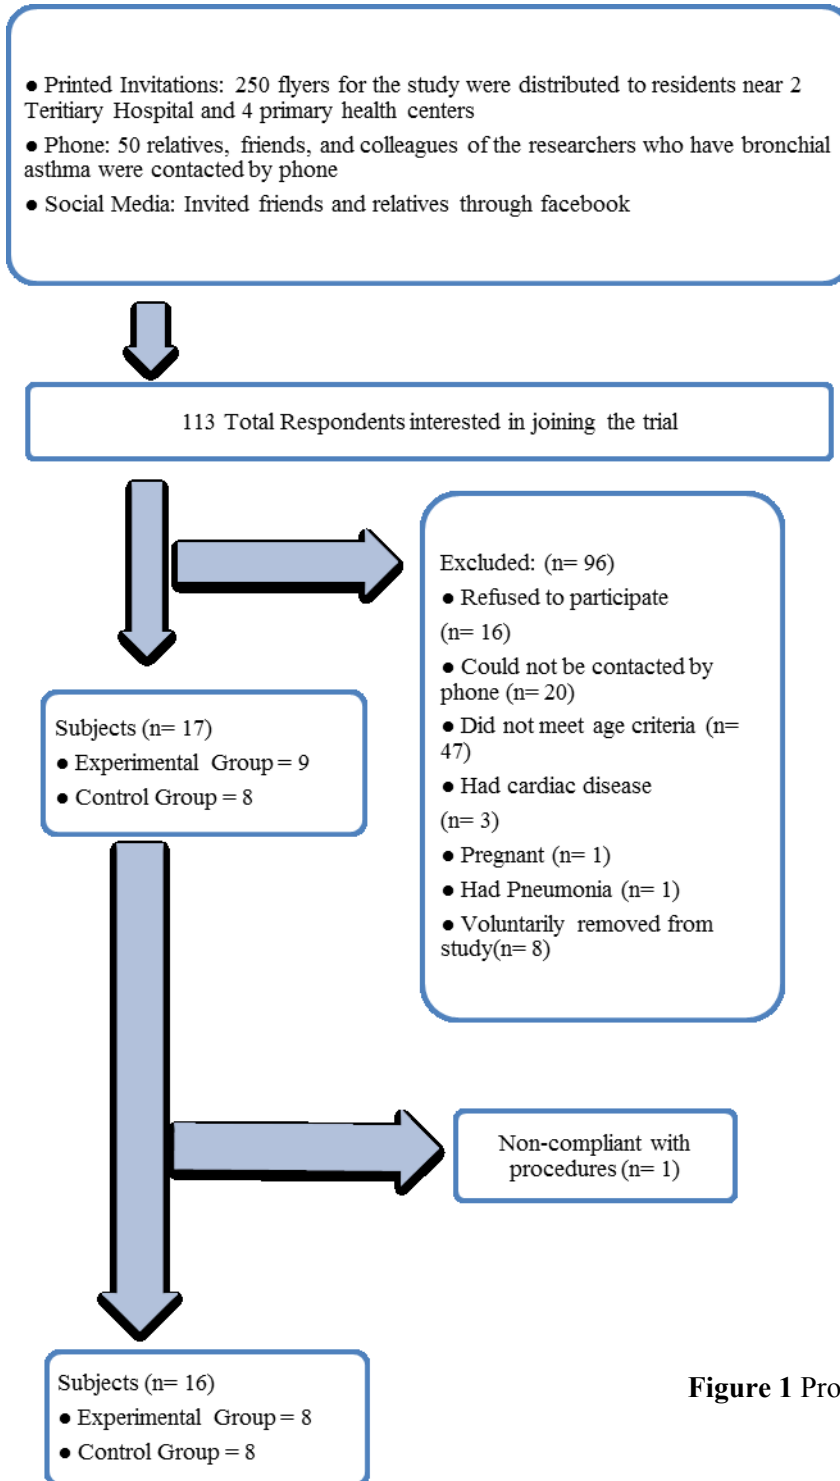 ● Printed Invitations: 250 flyers for the study were distributed to residents near 2
Teritiary Hospital and 4 primary health centers
● Phone: 50 relatives, friends, and colleagues of the researchers who have bronchial
asthma were contacted by phone
● Social Media: Invited friends and relatives through facebook
113 Total Respondents interested in joining the trial
Excluded: (n= 96)
● Refused to participate
(n= 16)
● Could not be contacted by
phone (n= 20)
● Did not meet age criteria (n=
47)
● Had cardiac disease
(n= 3)
● Pregnant (n= 1)
● Had Pneumonia (n= 1)
● Voluntarily removed from
study(n= 8)
Subjects (n= 17)
● Experimental Group = 9
● Control Group = 8
Non-compliant with
procedures (n= 1)
Subjects (n= 16)
● Experimental Group = 8
● Control Group = 8
Figure 1 Pro